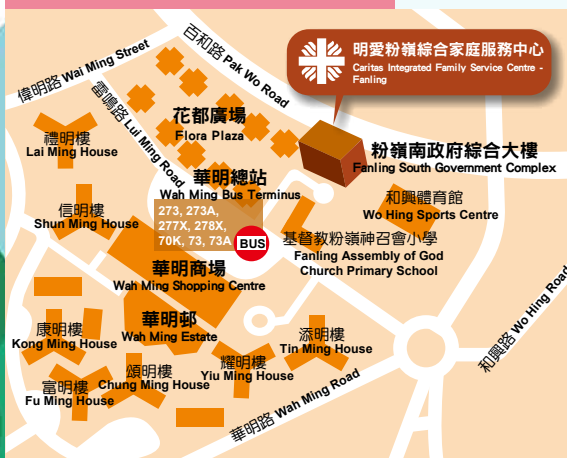 明愛粉嶺綜合家庭服務中心
Caritas Integrated Family Service Centre -
Fanling
百和路 Pak Wo Road
偉明路 Wai Ming Street
雷鳴路 Lui Ming Road
花都廣場
Flora Plaza
禮明樓
Lai Ming House
粉嶺南政府綜合大樓
Fanling South Government Complex
華明總站
Wah Ming Bus Terminus
273, 273A,
277X, 278X,
70K, 73, 73A
BUS
和興體育館
Wo Hing Sports Centre
信明樓
Shun Ming House
基督教粉嶺神召會小學
Fanling Assembly of God
Church Primary School
華明商場
Wah Ming Shopping Centre
和興路 Wo Hing Road
華明邨
Wah Ming Estate
康明樓
Kong Ming House
添明樓
Tin Ming House
耀明樓
Yiu Ming House
頌明樓
Chung Ming House
富明樓
Fu Ming House
華明路 Wah Ming Road